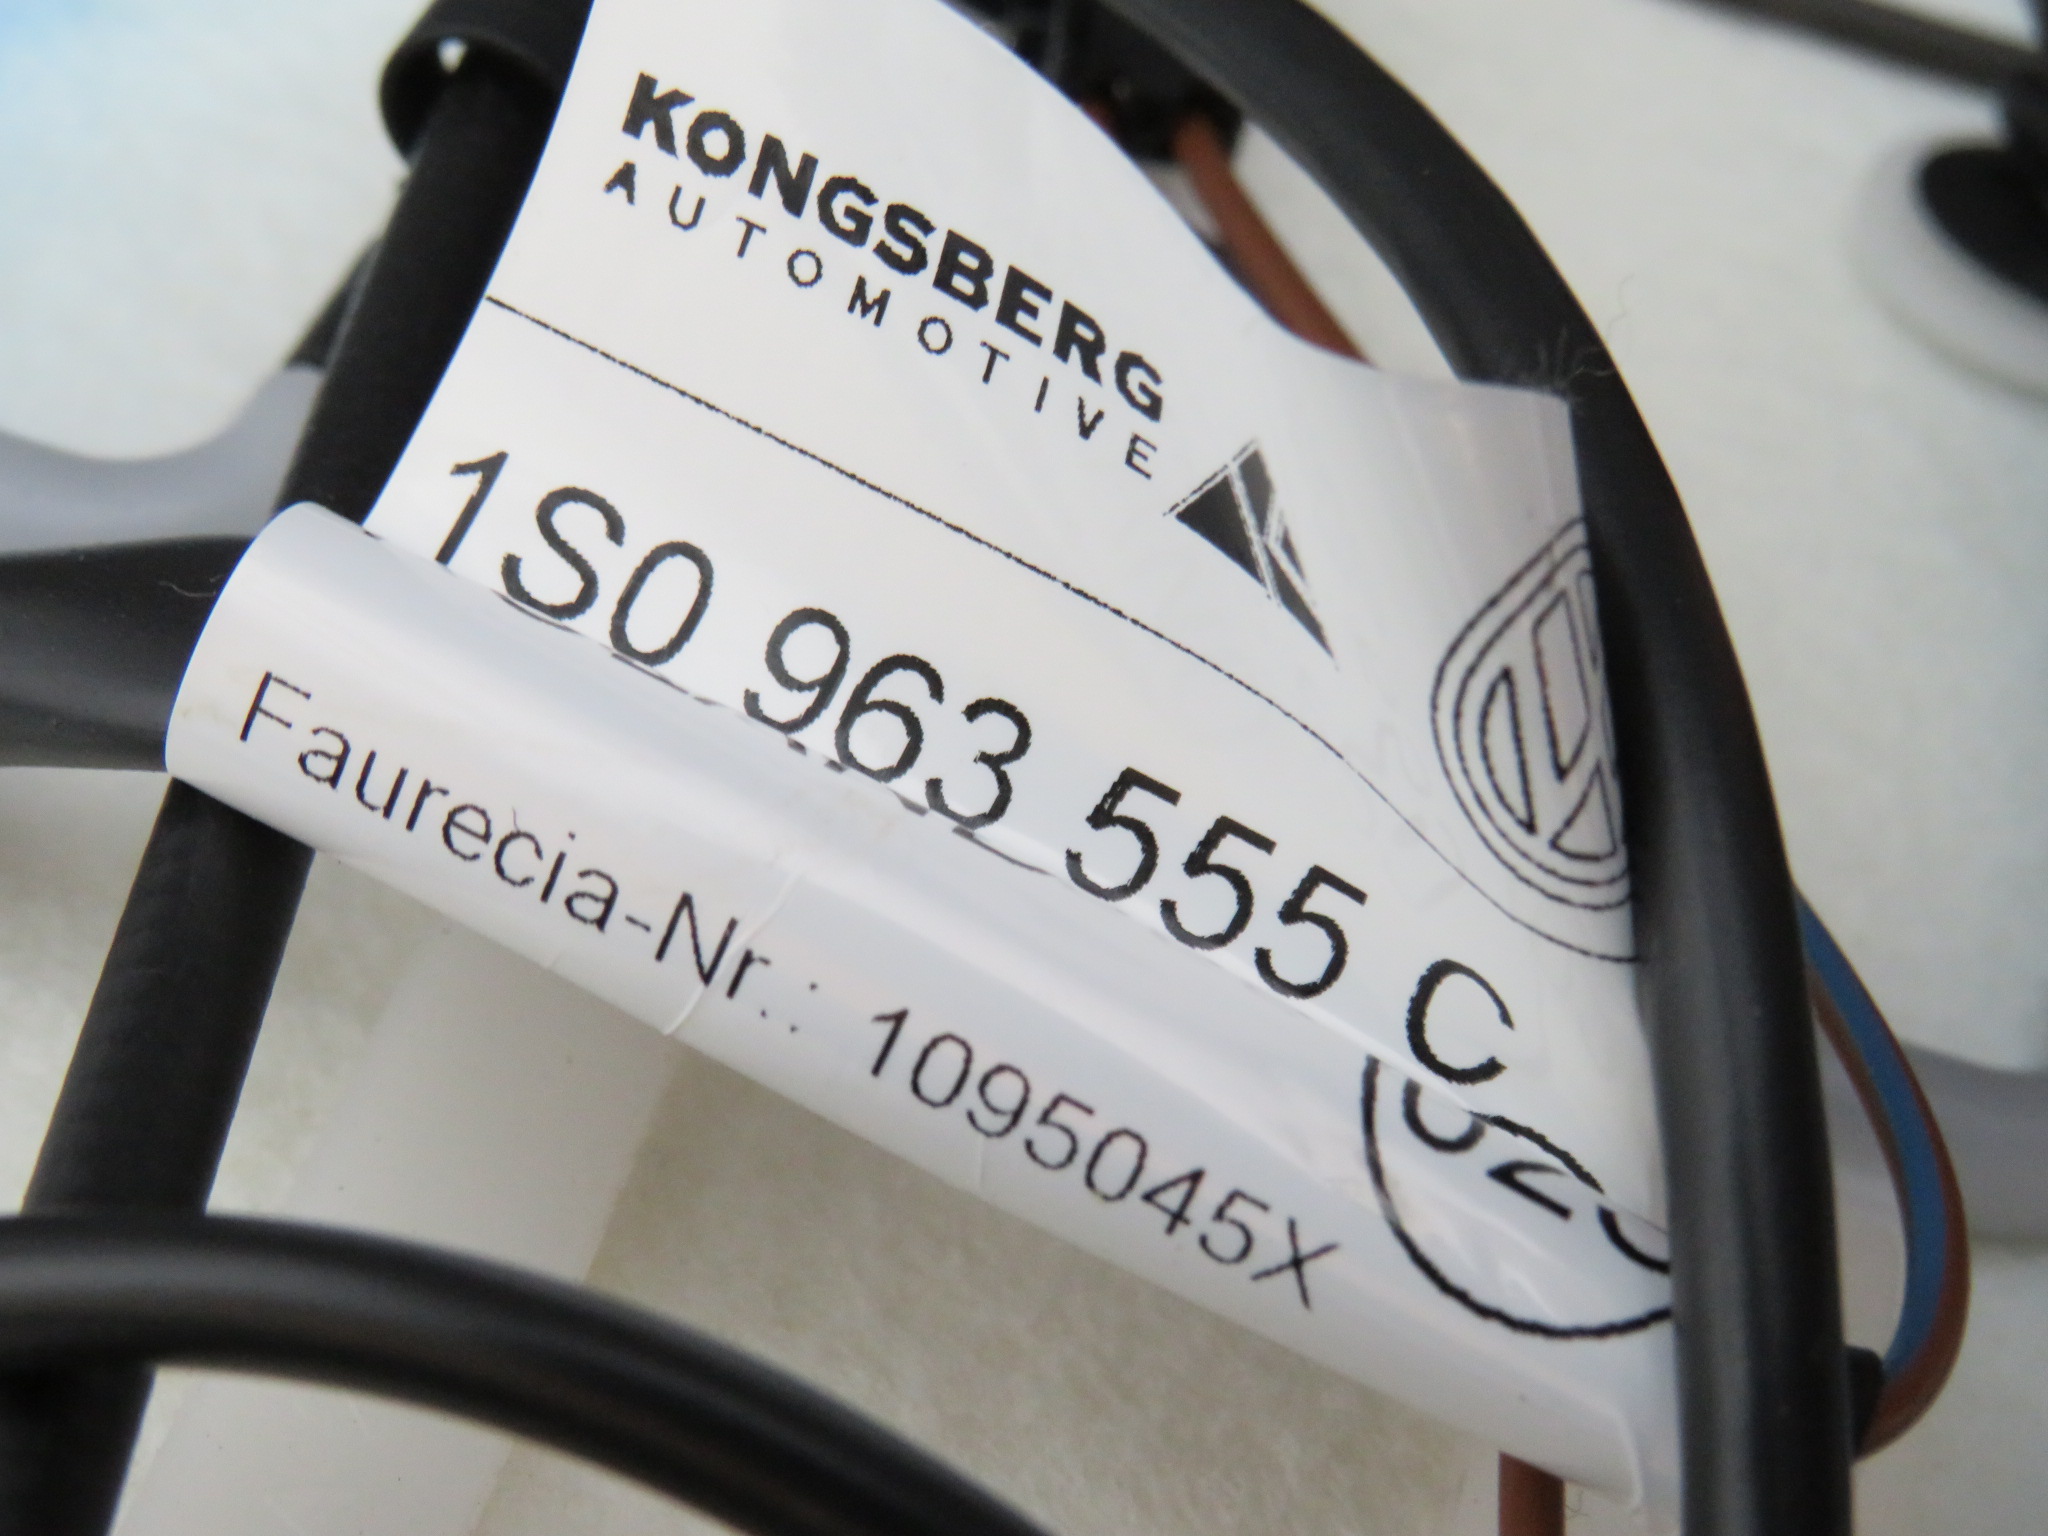 KONGSBERG
AUTOMOTIVE
1S0 963 555 C
Faurecia-Nr.: 1095045X